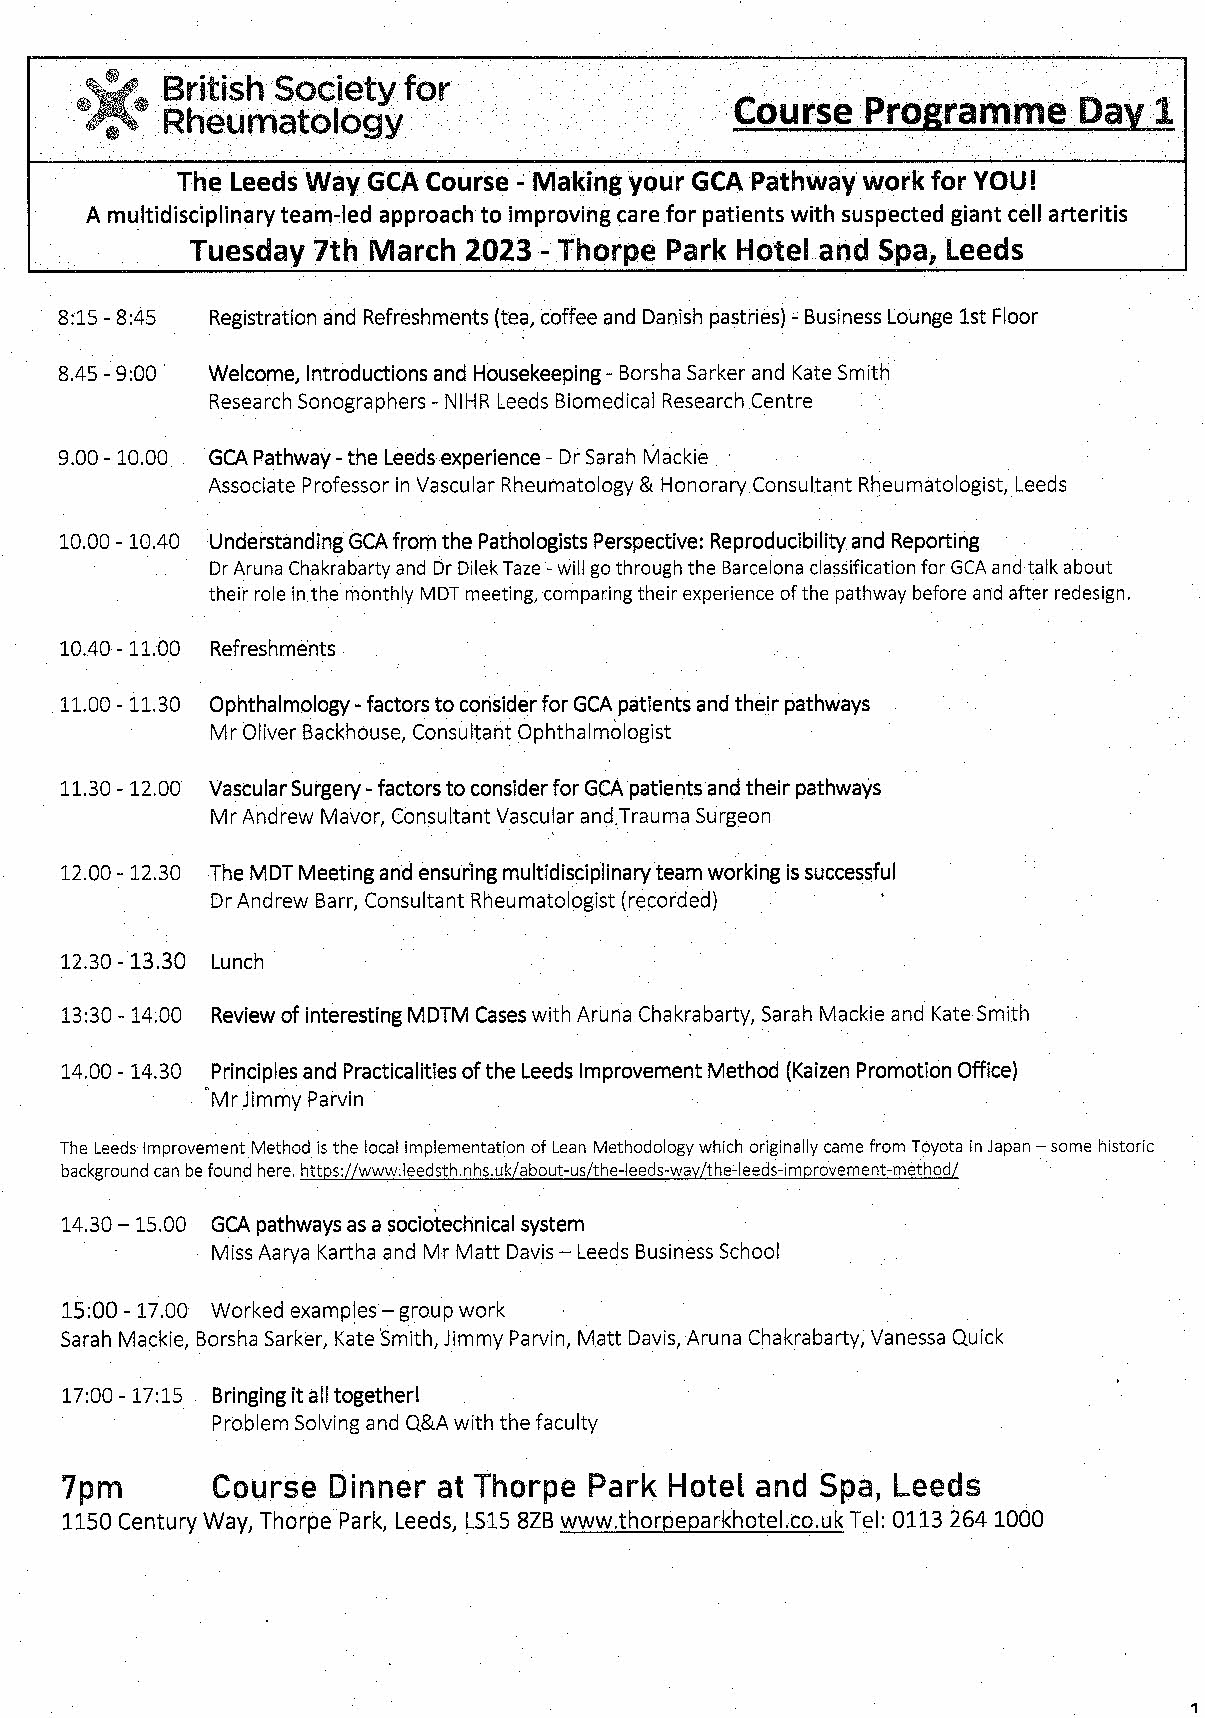 British Society for
Rheumatology
Course Programme Day 1
The Leeds Way GCA Course - Making your GCA Pathway work for YOU!
A multidisciplinary team-led approach to improving care for patients with suspected giant cell arteritis
Tuesday 7th March 2023 - Thorpe Park Hotel and Spa, Leeds
8:15 - 8:45 Registration and Refreshments (tea, coffee and Danish pastries) - Business Lounge 1st Floor
8.45 - 9:00 Welcome, Introductions and Housekeeping - Borsha Sarker and Kate Smith
Research Sonographers - NIHR Leeds Biomedical Research Centre
9.00 - 10.00 GCA Pathway - the Leeds experience - Dr Sarah Mackie
Associate Professor in Vascular Rheumatology & Honorary Consultant Rheumatologist, Leeds
10.00 - 10.40 Understanding GCA from the Pathologists Perspective: Reproducibility and Reporting
Dr Aruna Chakrabarty and Dr Dilek Taze - will go through the Barcelona classification for GCA and talk about
their role in the monthly MDT meeting, comparing their experience of the pathway before and after redesign.
10.40 - 11.00 Refreshments
11.00 - 11.30 Ophthalmology - factors to consider for GCA patients and their pathways
Mr Oliver Backhouse, Consultant Ophthalmologist
11.30 - 12.00 Vascular Surgery - factors to consider for GCA patients and their pathways
Mr Andrew Mavor, Consultant Vascular and Trauma Surgeon
12.00 - 12.30 The MDT Meeting and ensuring multidisciplinary team working is successful
Dr Andrew Barr, Consultant Rheumatologist (recorded)
12.30 - 13.30 Lunch
13:30 - 14.00 Review of interesting MDTM Cases with Aruna Chakrabarty, Sarah Mackie and Kate Smith
14.00 - 14.30 Principles and Practicalities of the Leeds Improvement Method (Kaizen Promotion Office)
Mr Jimmy Parvin
The Leeds Improvement Method is the local implementation of Lean Methodology which originally came from Toyota in Japan – some historic
background can be found here. https://www.leedsth.nhs.uk/about-us/the-leeds-way/the-leeds-improvement-method/
14.30 – 15.00 GCA pathways as a sociotechnical system
Miss Aarya Kartha and Mr Matt Davis – Leeds Business School
15:00 - 17.00 Worked examples – group work
Sarah Mackie, Borsha Sarker, Kate Smith, Jimmy Parvin, Matt Davis, Aruna Chakrabarty, Vanessa Quick
17:00 - 17:15 Bringing it all together!
Problem Solving and Q&A with the faculty
7pm Course Dinner at Thorpe Park Hotel and Spa, Leeds
1150 Century Way, Thorpe Park, Leeds, LS15 8ZB www.thorpeparkhotel.co.uk Tel: 0113 264 1000
1